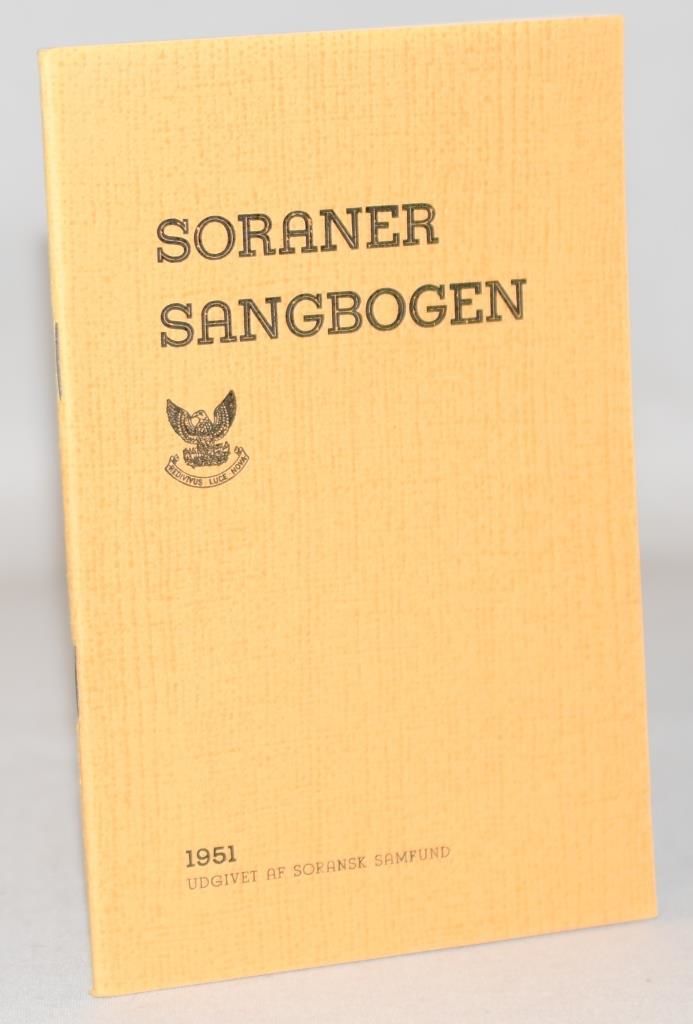 SORANER
SANGBOGEN
REDIVIVUS LUCE NOVA
1951
UDGIVET AF SORANSK SAMFUND